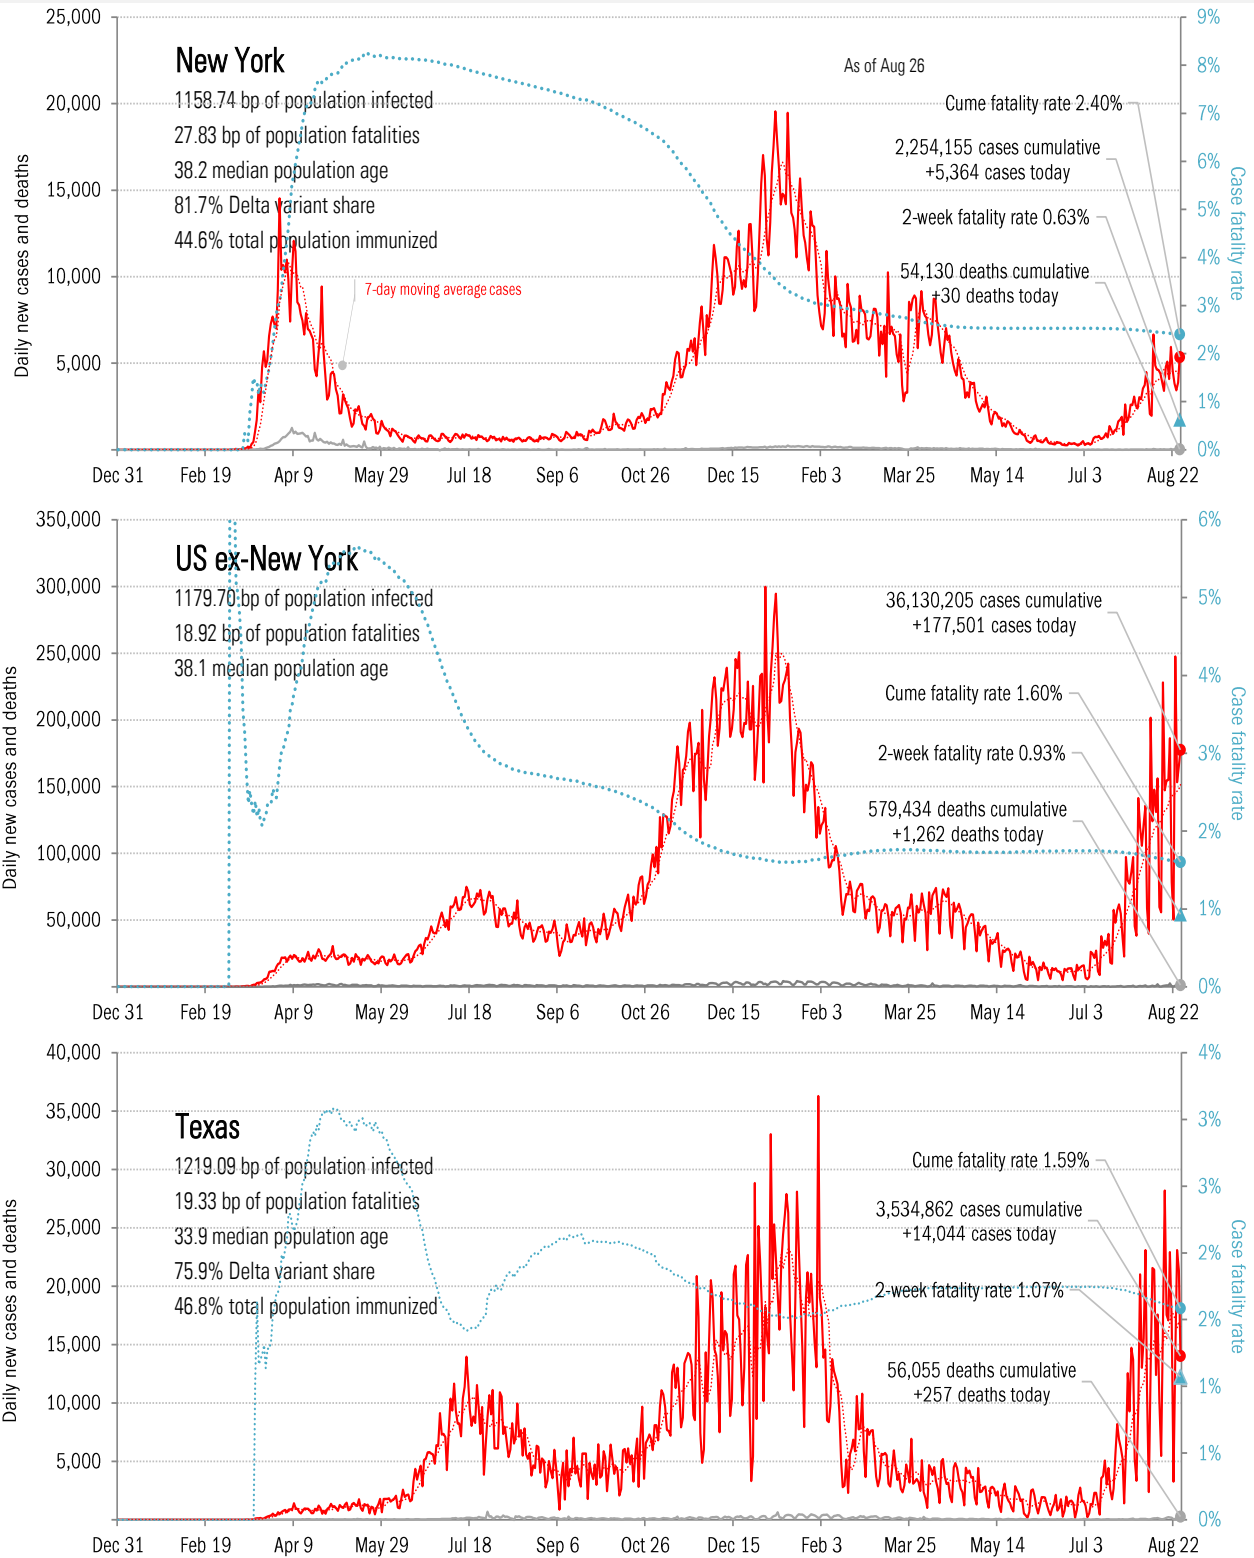 25,000
9%
New York
As of Aug 26
8%
1158.74 bp of population infected
20,000
Cume fatality rate 2.40%
7%
27.83 bp of population fatalities
2,254,155 cases cumulative
+5,364 cases today
6%
38.2 median population age
15,000
81.7% Delta variant share
2-week fatality rate 0.63%
5%
44.6% total population immunized
4%
10,000
54,130 deaths cumulative
+30 deaths today
7-day moving average cases
3%
5,000
2%
1%
0%
Daily new cases and deaths
Case fatality rate
Dec 31 Feb 19 Apr 9 May 29 Jul 18 Sep 6 Oct 26 Dec 15 Feb 3 Mar 25 May 14 Jul 3 Aug 22
350,000
6%
US ex-New York
300,000
1179.70 bp of population infected
36,130,205 cases cumulative
+177,501 cases today
5%
18.92 bp of population fatalities
250,000
38.1 median population age
4%
Cume fatality rate 1.60%
200,000
2-week fatality rate 0.93%
3%
150,000
579,434 deaths cumulative
+1,262 deaths today
2%
100,000
50,000
1%
0%
Daily new cases and deaths
Case fatality rate
Dec 31 Feb 19 Apr 9 May 29 Jul 18 Sep 6 Oct 26 Dec 15 Feb 3 Mar 25 May 14 Jul 3 Aug 22
40,000
4%
35,000
3%
Texas
30,000
1219.09 bp of population infected
Cume fatality rate 1.59%
3%
19.33 bp of population fatalities
3,534,862 cases cumulative
+14,044 cases today
25,000
33.9 median population age
2%
75.9% Delta variant share
20,000
2-week fatality rate 1.07%
46.8% total population immunized
2%
15,000
56,055 deaths cumulative
+257 deaths today
1%
10,000
5,000
1%
0%
Daily new cases and deaths
Case fatality rate
Dec 31 Feb 19 Apr 9 May 29 Jul 18 Sep 6 Oct 26 Dec 15 Feb 3 Mar 25 May 14 Jul 3 Aug 22